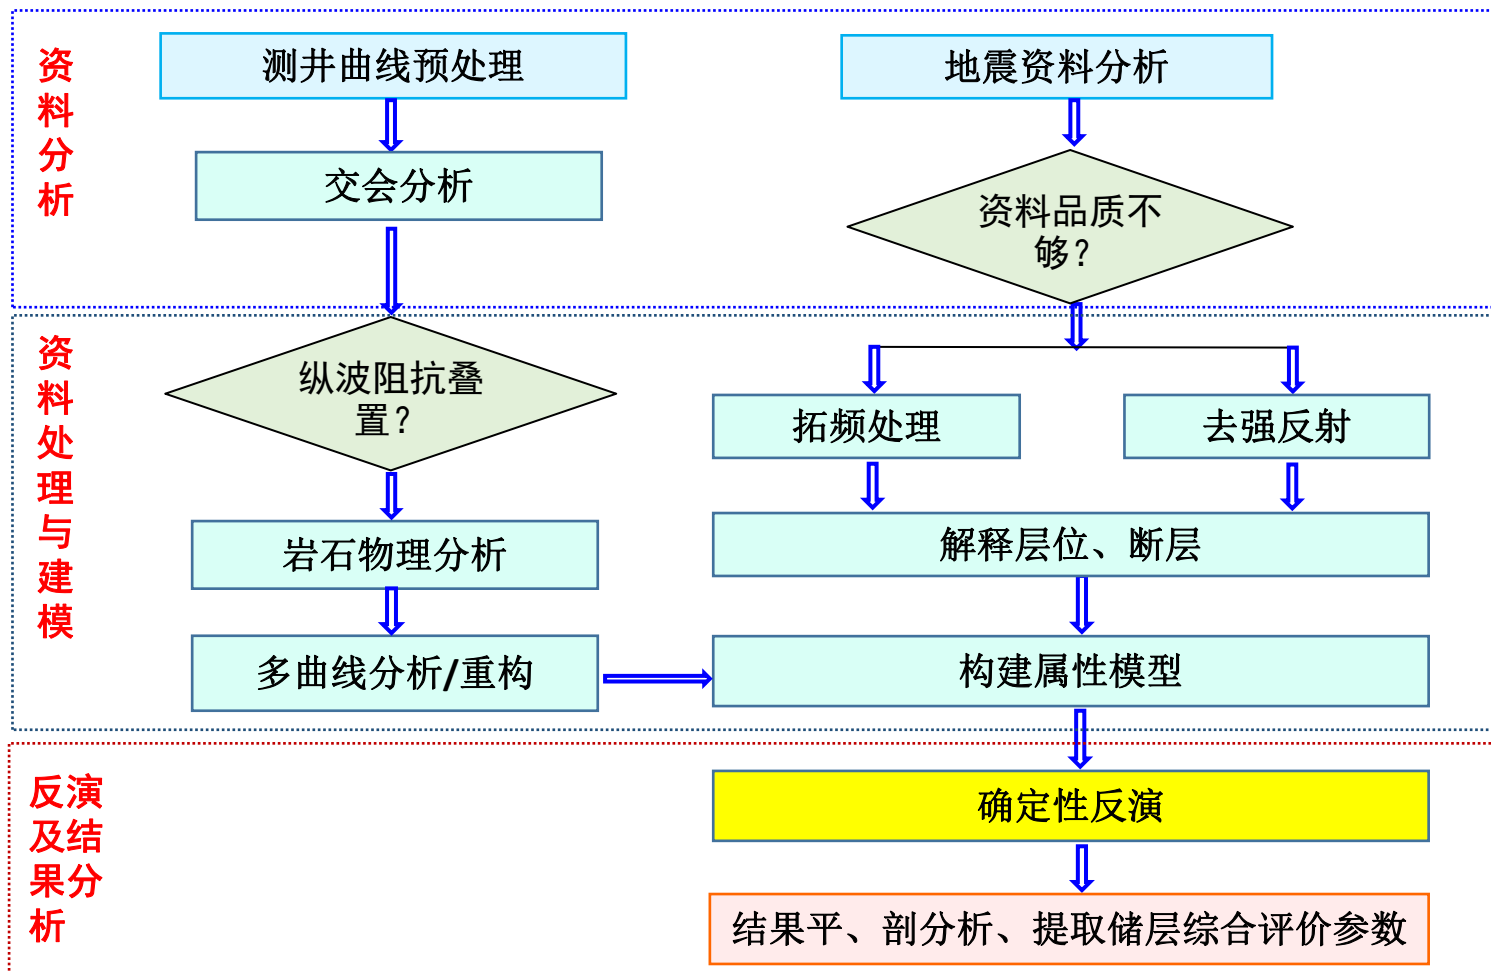 资
料
分
析
测井曲线预处理
地震资料分析
交会分析
资料品质不
够？
资
料
处
理
与
建
模
纵波阻抗叠
置？
拓频处理
去强反射
岩石物理分析
解释层位、断层
多曲线分析/重构
构建属性模型
反演
及结
果分
析
确定性反演
结果平、剖分析、提取储层综合评价参数